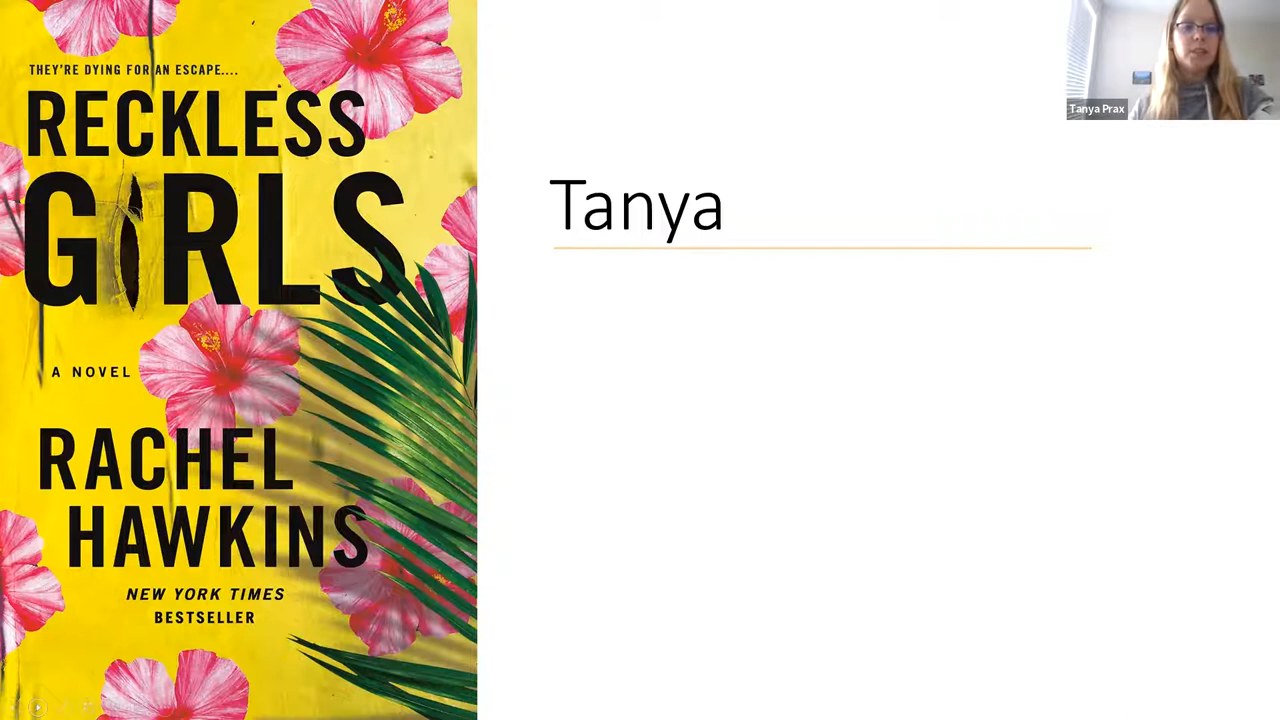 THEY'RE DYING FOR AN ESCAPE....
RECKLESS
GIRLS
A NOVEL
RACHEL
HAWKINS
NEW YORK TIMES
BESTSELLER
Tanya
Tanya Prax